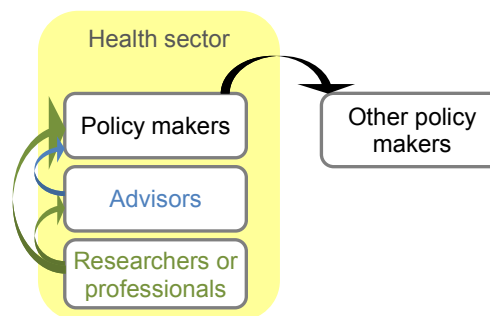 Health sector
Policy makers
Other policy
makers
Advisors
Researchers or
professionals